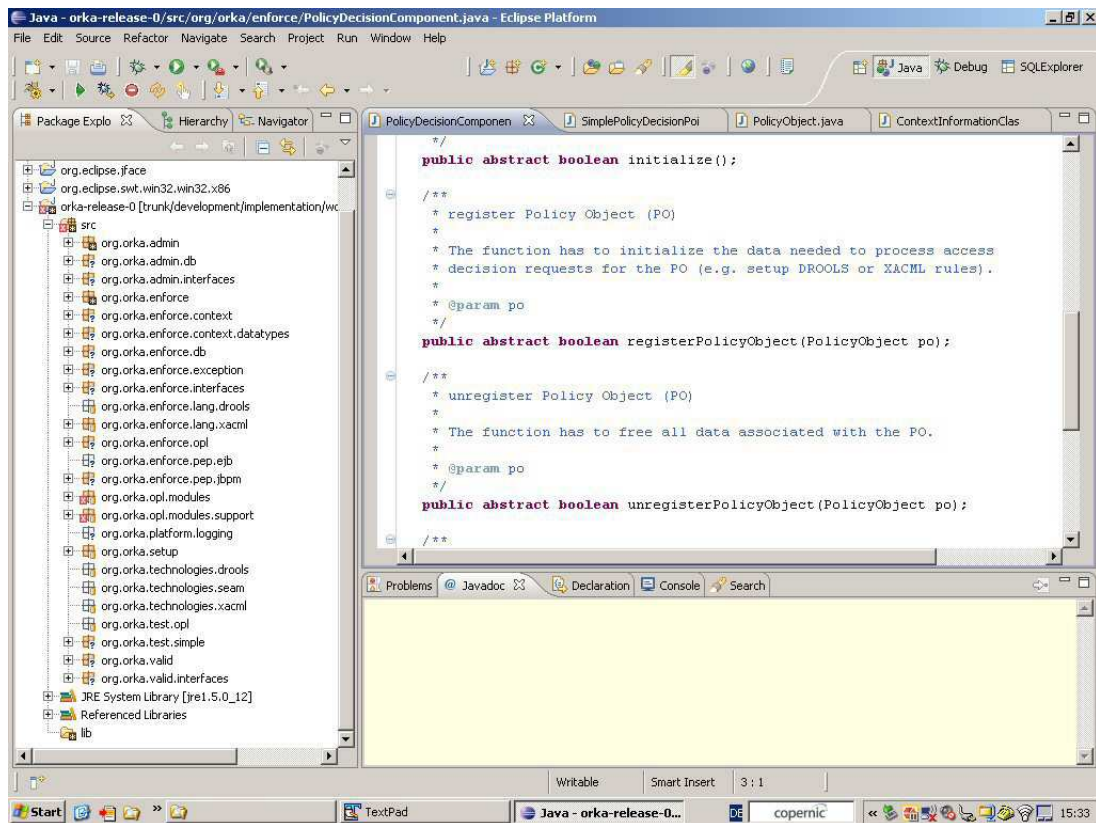 Java - orka-release-0/src/org/orka/enforce/PolicyDecisionComponent.java - Eclipse Platform
File Edit Source Refactor Navigate Search Project Run Window Help
Java Debug SQLExplorer
Package Explo Hierarchy Navigator
PolicyDecisionComponen SimplePolicyDecisionPoi PolicyObject.java ContextInformationClas
org.eclipse.jface
org.eclipse.swt.win32.win32.x86
orka-release-0 [trunk/development/implementation/wo
src
org.orka.admin
org.orka.admin.db
org.orka.admin.interfaces
org.orka.enforce
org.orka.enforce.context
org.orka.enforce.context.datatypes
org.orka.enforce.db
org.orka.enforce.exception
org.orka.enforce.interfaces
org.orka.enforce.lang.drools
org.orka.enforce.lang.xacml
org.orka.enforce.opl
org.orka.enforce.pep.ejb
org.orka.enforce.pep.jbpm
org.orka.opl.modules
org.orka.opl.modules.support
org.orka.platform.logging
org.orka.setup
org.orka.technologies.drools
org.orka.technologies.seam
org.orka.technologies.xacml
org.orka.test.opl
org.orka.test.simple
org.orka.valid
org.orka.valid.interfaces
JRE System Library [jre1.5.0_12]
Referenced Libraries
lib
*/
public abstract boolean initialize();
/**
* register Policy Object (PO)
*
* The function has to initialize the data needed to process access
* decision requests for the PO (e.g. setup DROOLS or XACML rules).
*
* @param po
*/
public abstract boolean registerPolicyObject(PolicyObject po);
/**
* unregister Policy Object (PO)
*
* The function has to free all data associated with the PO.
*
* @param po
*/
public abstract boolean unregisterPolicyObject(PolicyObject po);
/**
Problems @ Javadoc Declaration Console Search
Writable Smart Insert 3 : 1
Start TextPad Java - orka-release-0... DE copernic 15:33